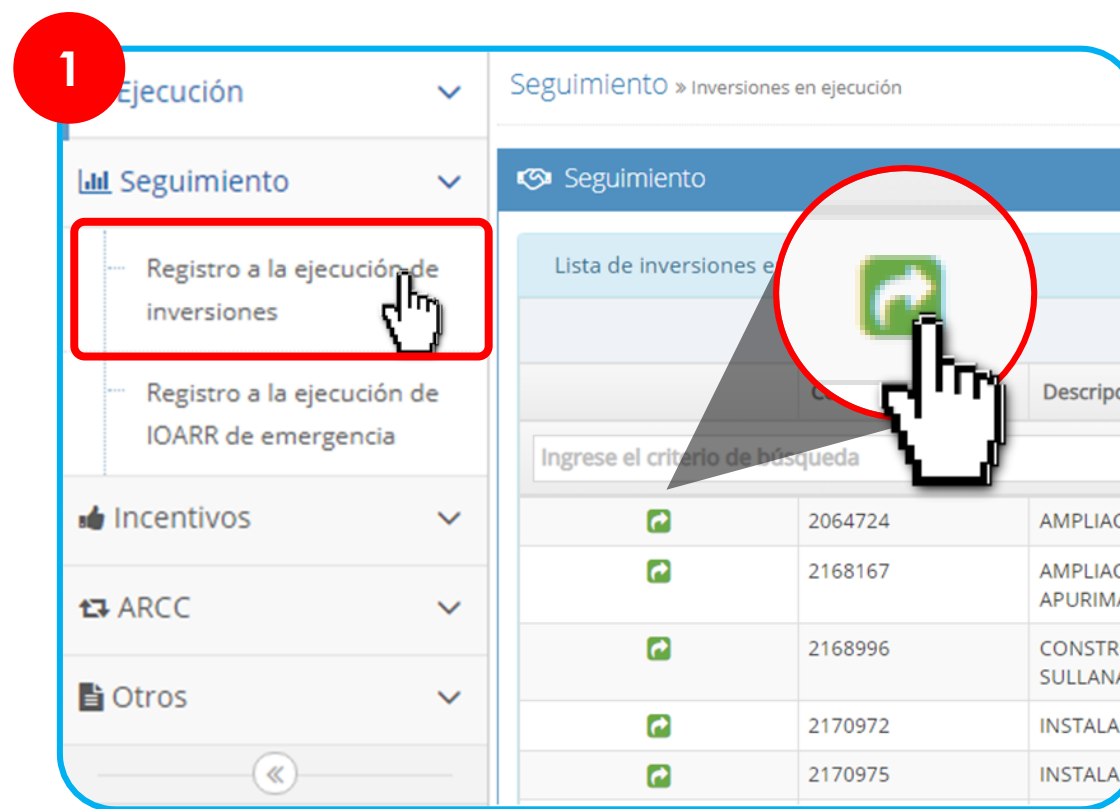 1
Ejecución
Seguimiento
Registro a la ejecución de
inversiones
Registro a la ejecución de
IOARR de emergencia
Incentivos
ARCC
Otros
Seguimiento » Inversiones en ejecución
Seguimiento
Lista de inversiones e
Descripc
Ingrese el criterio de búsqueda
2064724 AMPLIAC
2168167 AMPLIAC
APURIMA
2168996 CONSTR
SULLANA
2170972 INSTALA
2170975 INSTALA